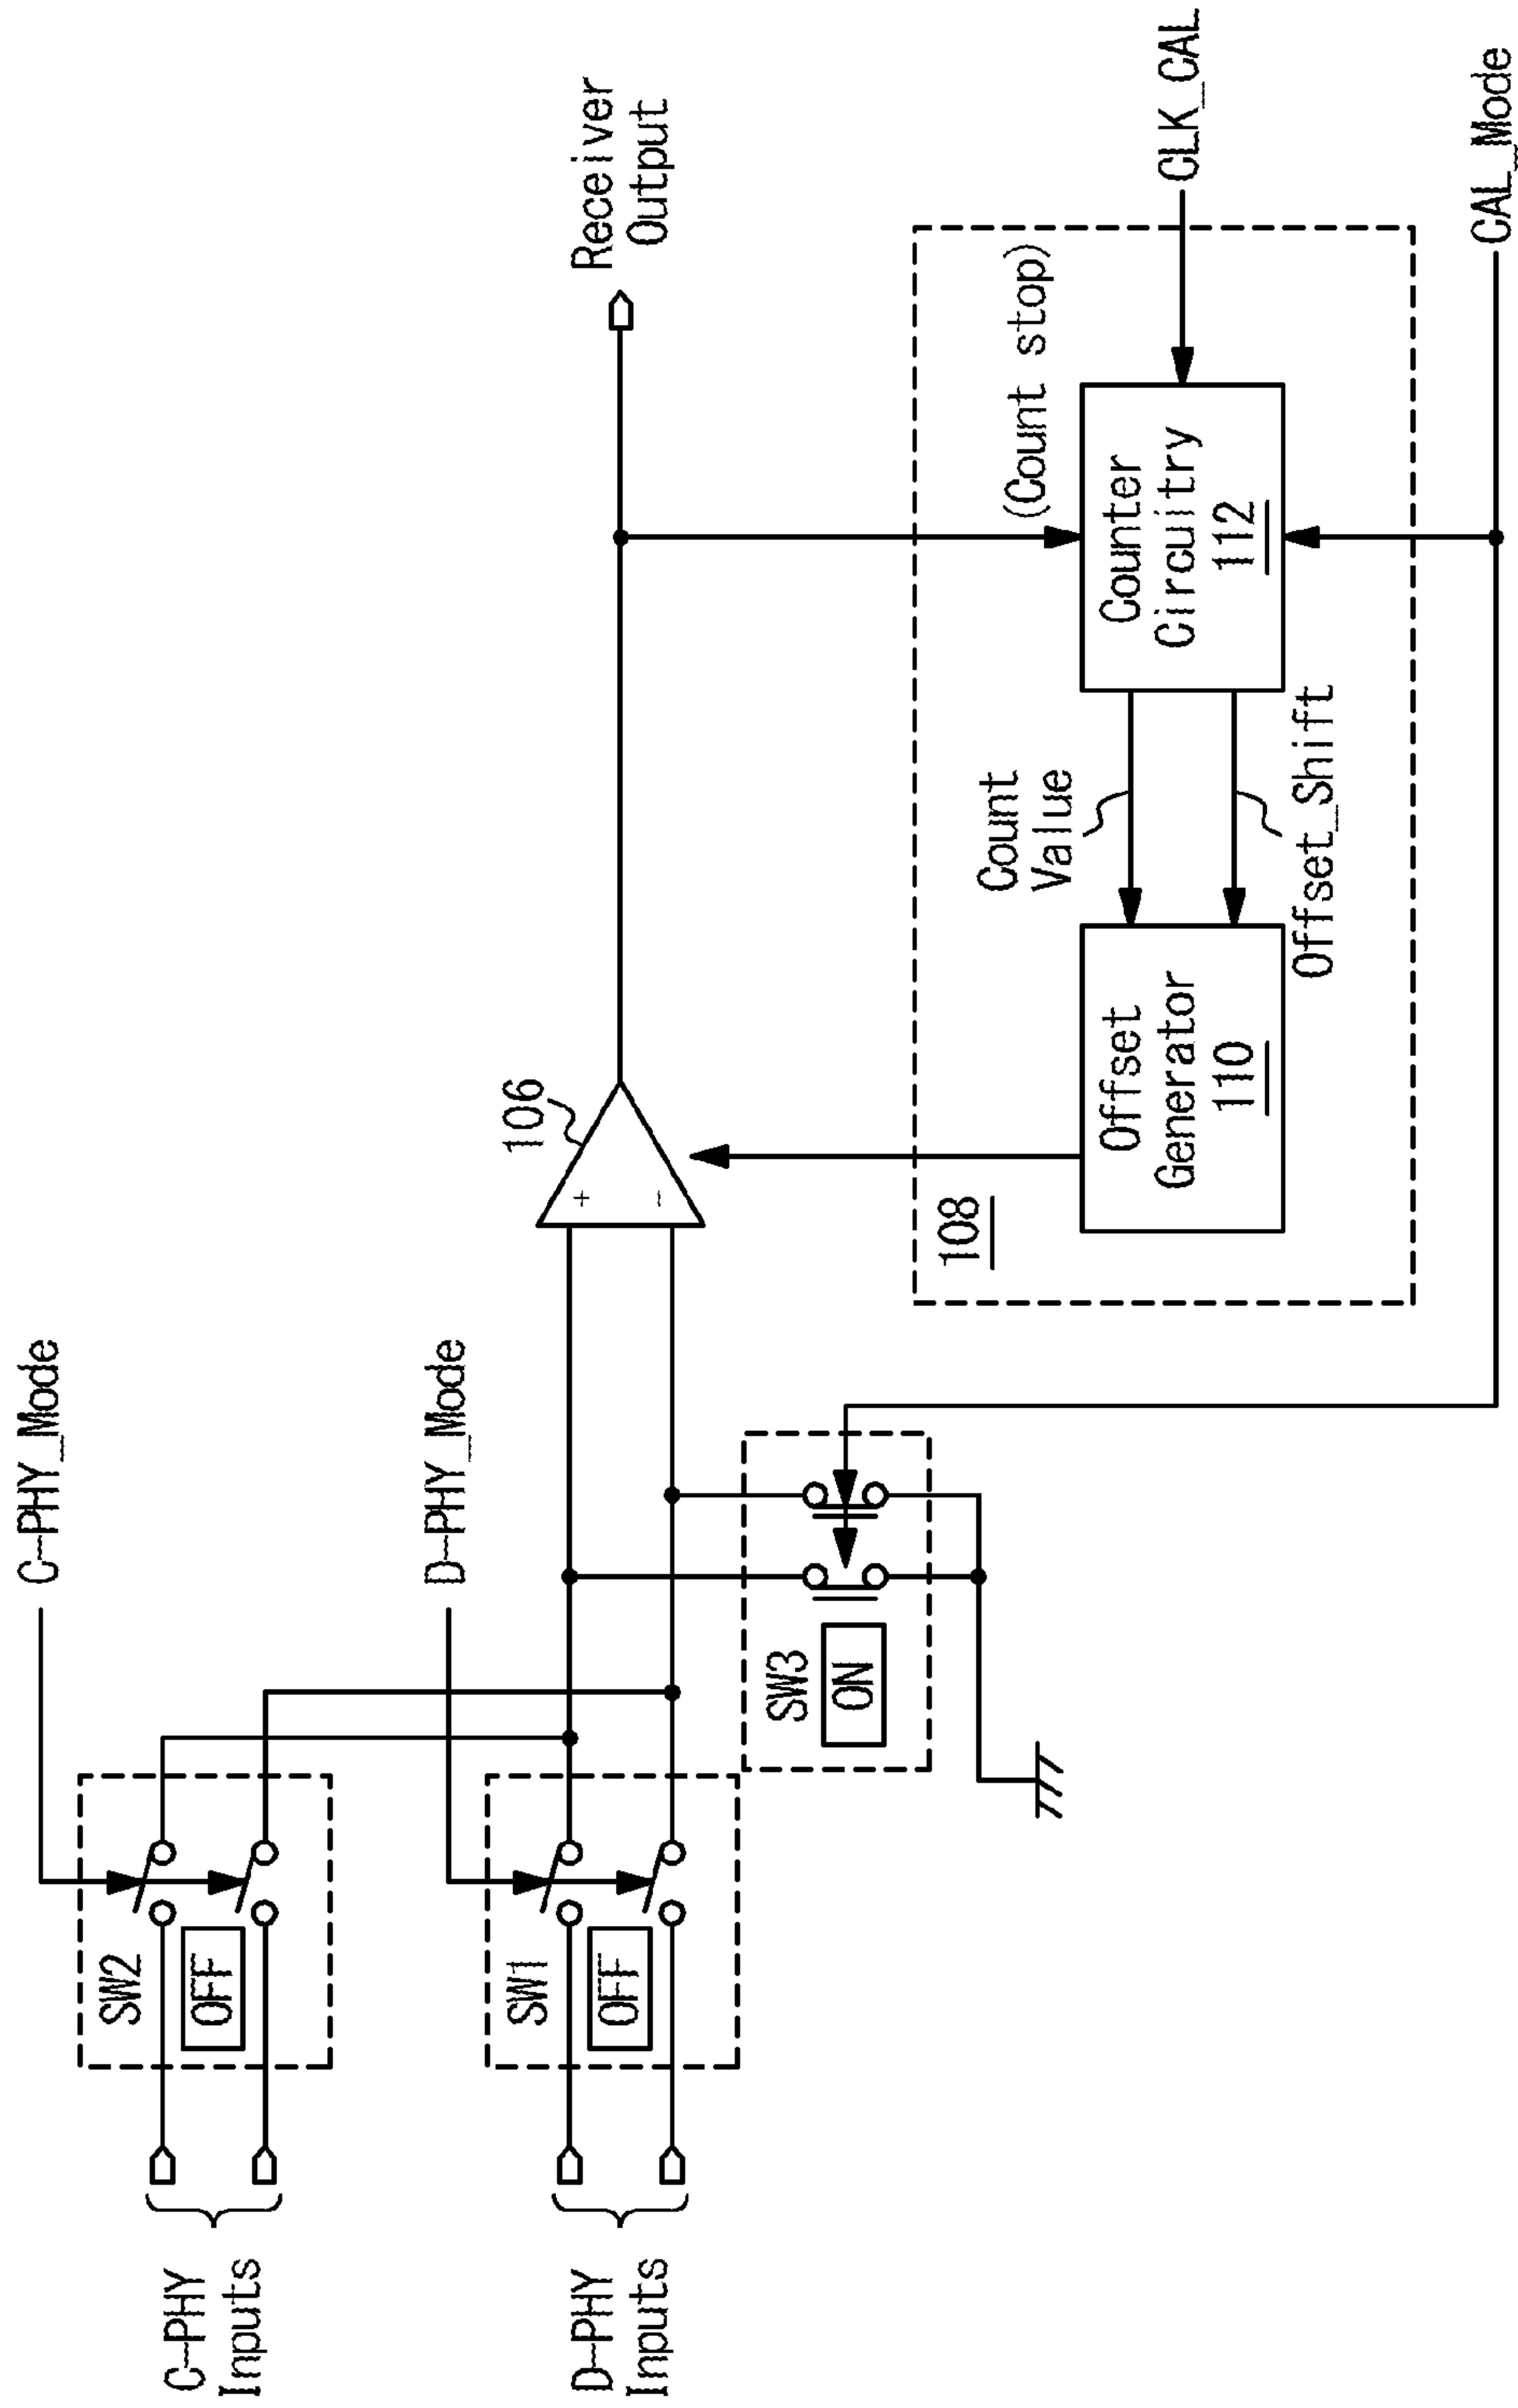 C-PHY_Mode
SW2
OFF
C-PHY
Inputs
D-PHY_Mode
SW1
OFF
D-PHY
Inputs
106
+
-
Receiver
Output
SW3
ON
108
(Count stop)
Count
Value
Offset
Generator
110
Counter
Circuitry
112
CLK_CAL
Offset_Shift
CAL_Mode